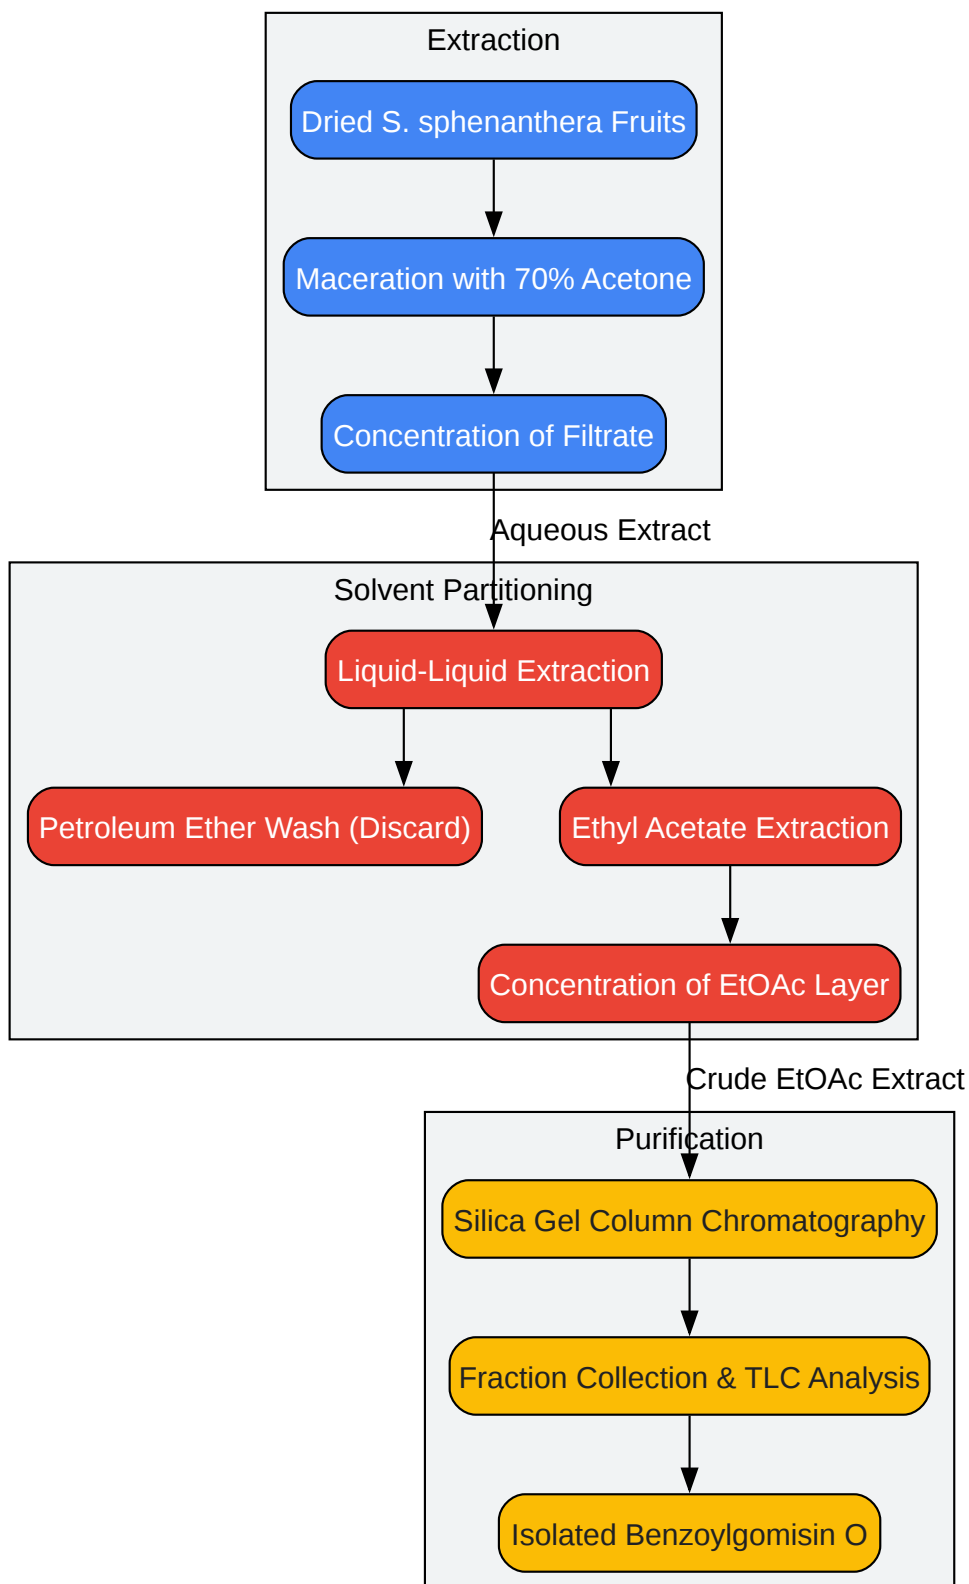 Extraction
Dried S. sphenanthera Fruits
Maceration with 70% Acetone
Concentration of Filtrate
Aqueous Extract
Solvent Partitioning
Liquid-Liquid Extraction
Petroleum Ether Wash (Discard)
Ethyl Acetate Extraction
Concentration of EtOAc Layer
Crude EtOAc Extract
Purification
Silica Gel Column Chromatography
Fraction Collection & TLC Analysis
Isolated Benzoylgomisin O